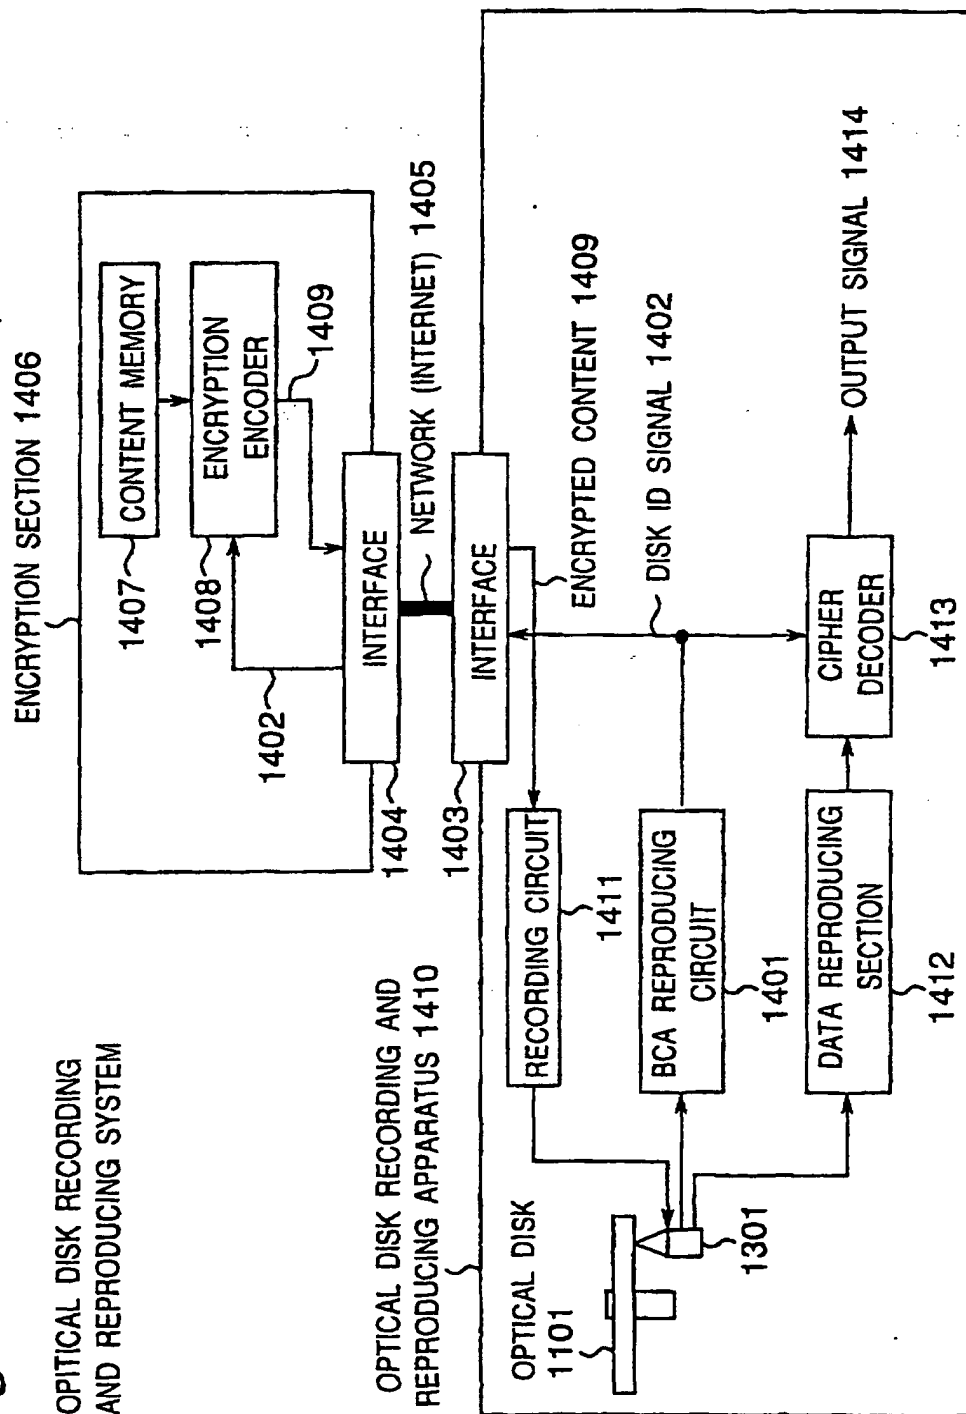 OPITICAL DISK RECORDING
AND REPRODUCING SYSTEM
ENCRYPTION SECTION 1406
CONTENT MEMORY
1407
ENCRYPTION
ENCODER
1408
1409
1402
INTERFACE
1404
NETWORK (INTERNET) 1405
OPTICAL DISK RECORDING AND
REPRODUCING APPARATUS 1410
INTERFACE
1403
ENCRYPTED CONTENT 1409
DISK ID SIGNAL 1402
RECORDING CIRCUIT
1411
BCA REPRODUCING
CIRCUIT
1401
DATA REPRODUCING
SECTION
1412
CIPHER
DECODER
1413
OUTPUT SIGNAL 1414
OPTICAL DISK
1101
1301